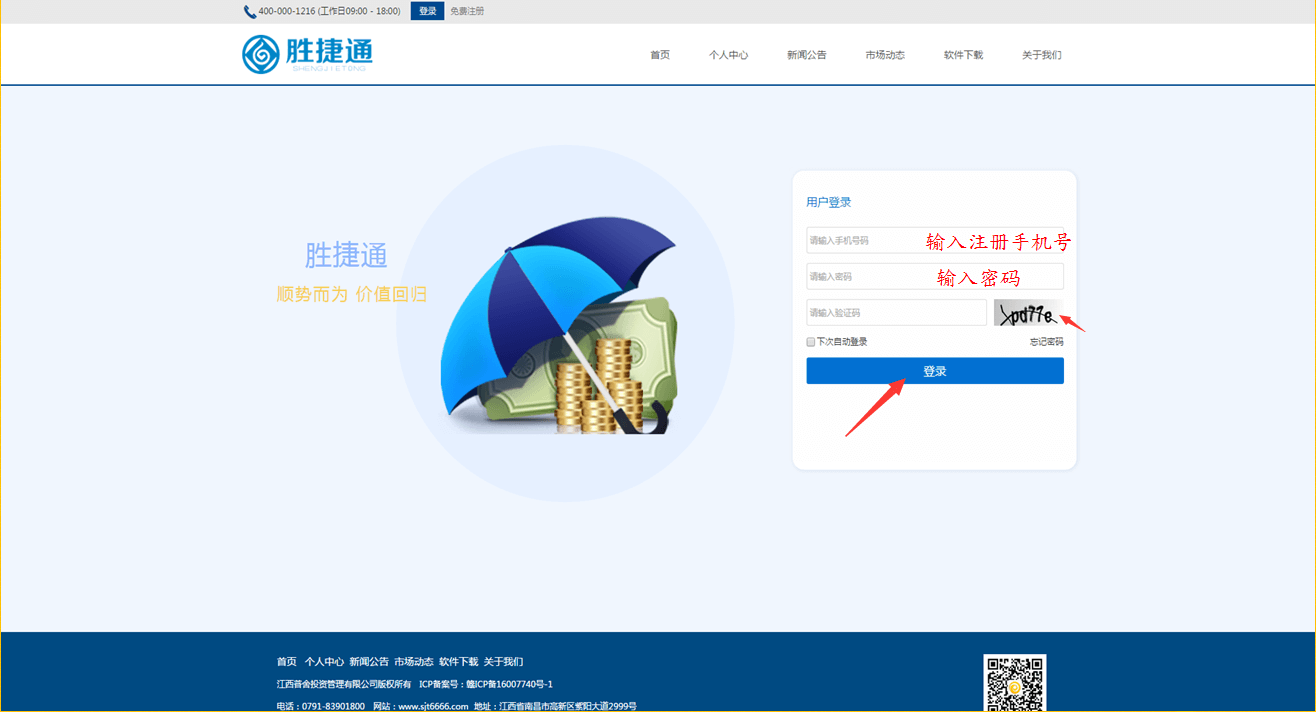 400-000-1216 (工作日09:00 - 18:00) 登录 免费注册
胜捷通
SHENGJIETONG
首页 个人中心 新闻公告 市场动态 软件下载 关于我们
胜捷通
顺势而为 价值回归
用户登录
请输入手机号码 输入注册手机号
请输入密码 输入密码
请输入验证码
下次自动登录 忘记密码
登录
首页 个人中心 新闻公告 市场动态 软件下载 关于我们
江西普舍投资管理有限公司版权所有 ICP备案号:赣ICP备16007740号-1
电话:0791-83901800 网站:www.sjt6666.com 地址:江西省南昌市高新区紫阳大道2999号